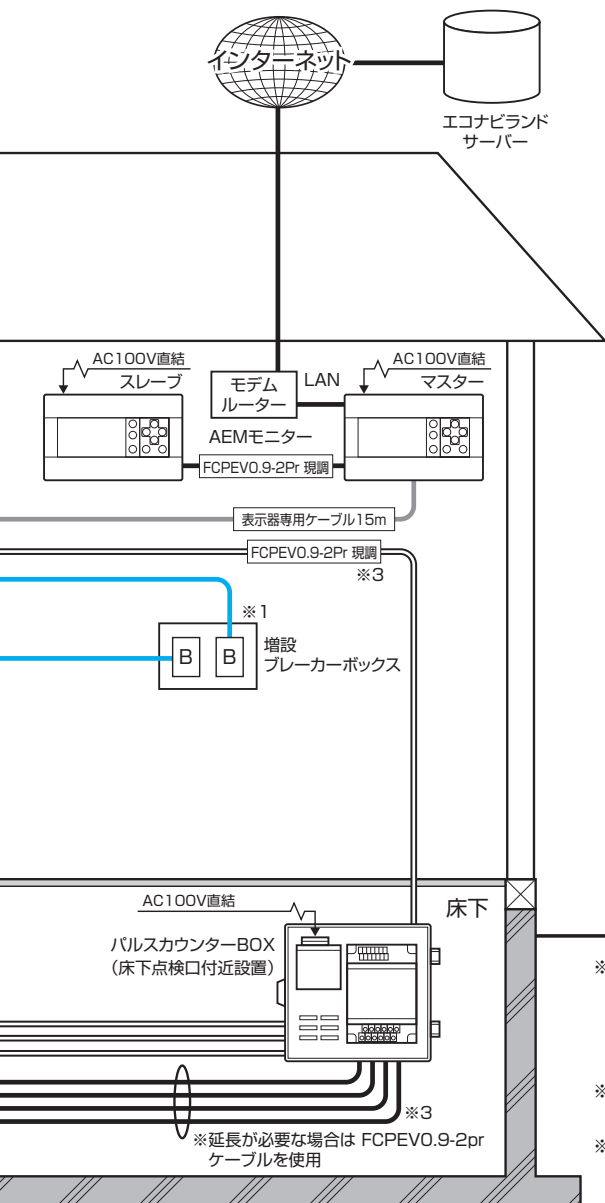 インターネット
エコナビランド
サーバー
AC100V直結
スレーブ
モデム
ルーター
LAN
AC100V直結
マスター
AEMモニター
FCPEV0.9-2Pr 現調
表示器専用ケーブル15m
FCPEV0.9-2Pr 現調
※3
※1
B
B
増設
ブレーカーボックス
AC100V直結
床下
パルスカウンターBOX
（床下点検口付近設置）
※
※
※
※3
※延長が必要な場合は FCPEV0.9-2pr
ケーブルを使用